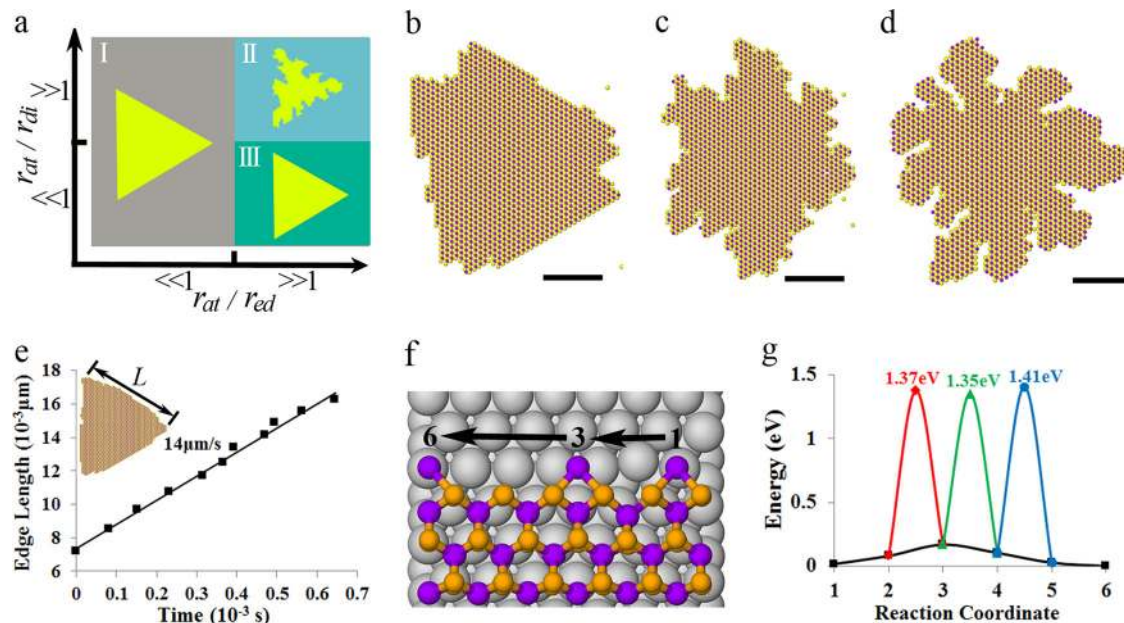 a
b
c
d
I
II
III
r_at / r_di
>>1
<<1
<<1
>>1
r_at / r_ed
e
f
g
Edge Length (10⁻³μm)
18
16
14
12
10
8
6
L
14μm/s
0 0.1 0.2 0.3 0.4 0.5 0.6 0.7
Time (10⁻³ s)
6 3 1
Energy (eV)
1.5
1
0.5
0
1.37eV 1.35eV 1.41eV
1 2 3 4 5 6
Reaction Coordinate